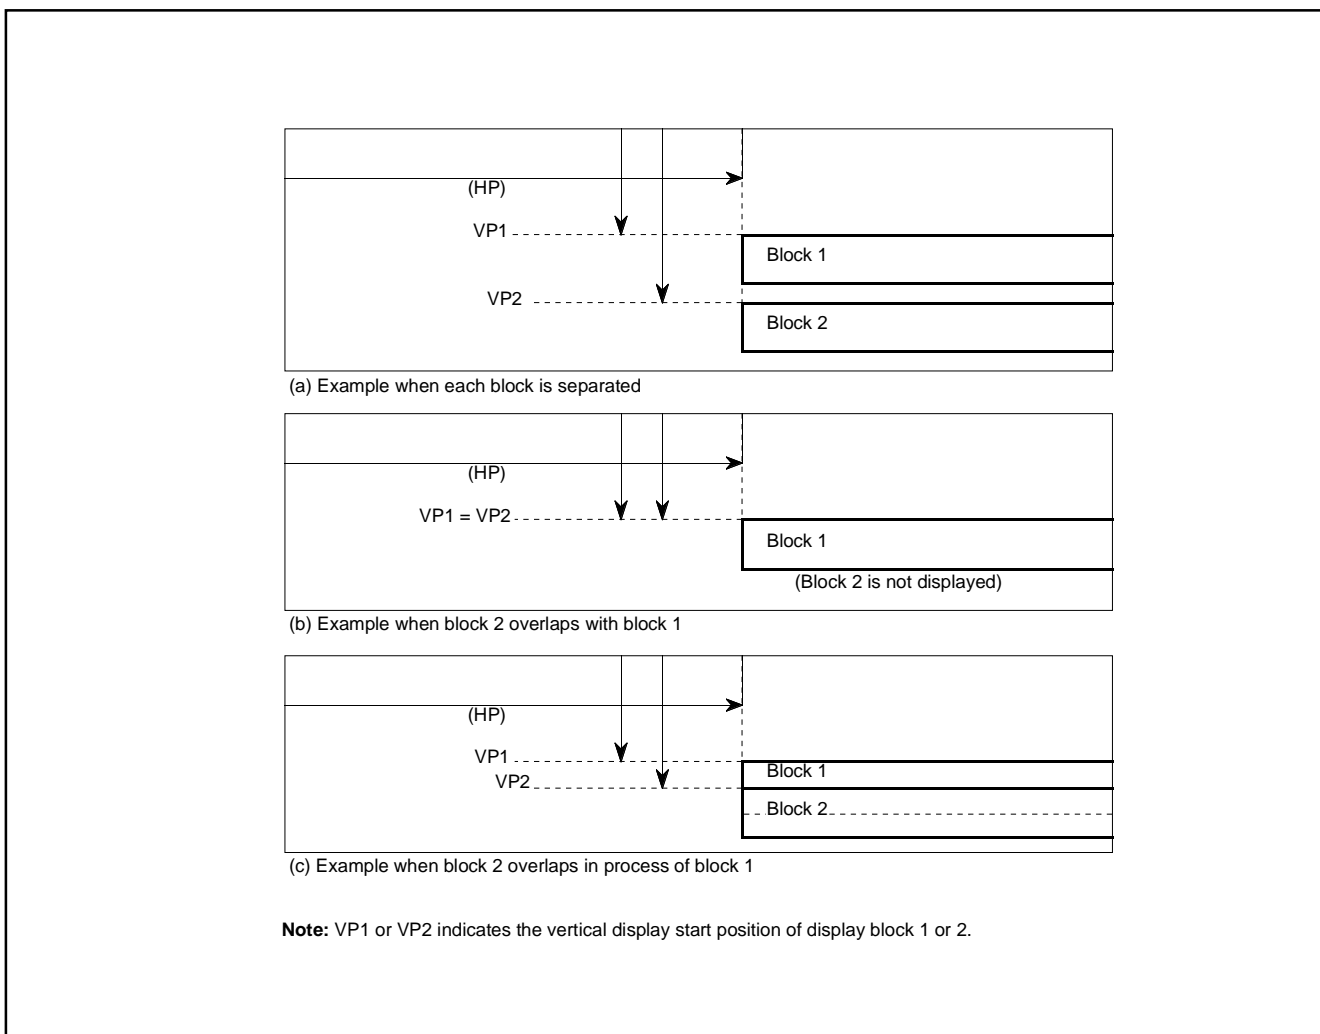 (HP)
VP1
Block 1
VP2
Block 2
(a) Example when each block is separated
(HP)
VP1 = VP2
Block 1
(Block 2 is not displayed)
(b) Example when block 2 overlaps with block 1
(HP)
VP1
Block 1
VP2
Block 2
(c) Example when block 2 overlaps in process of block 1
Note: VP1 or VP2 indicates the vertical display start position of display block 1 or 2.